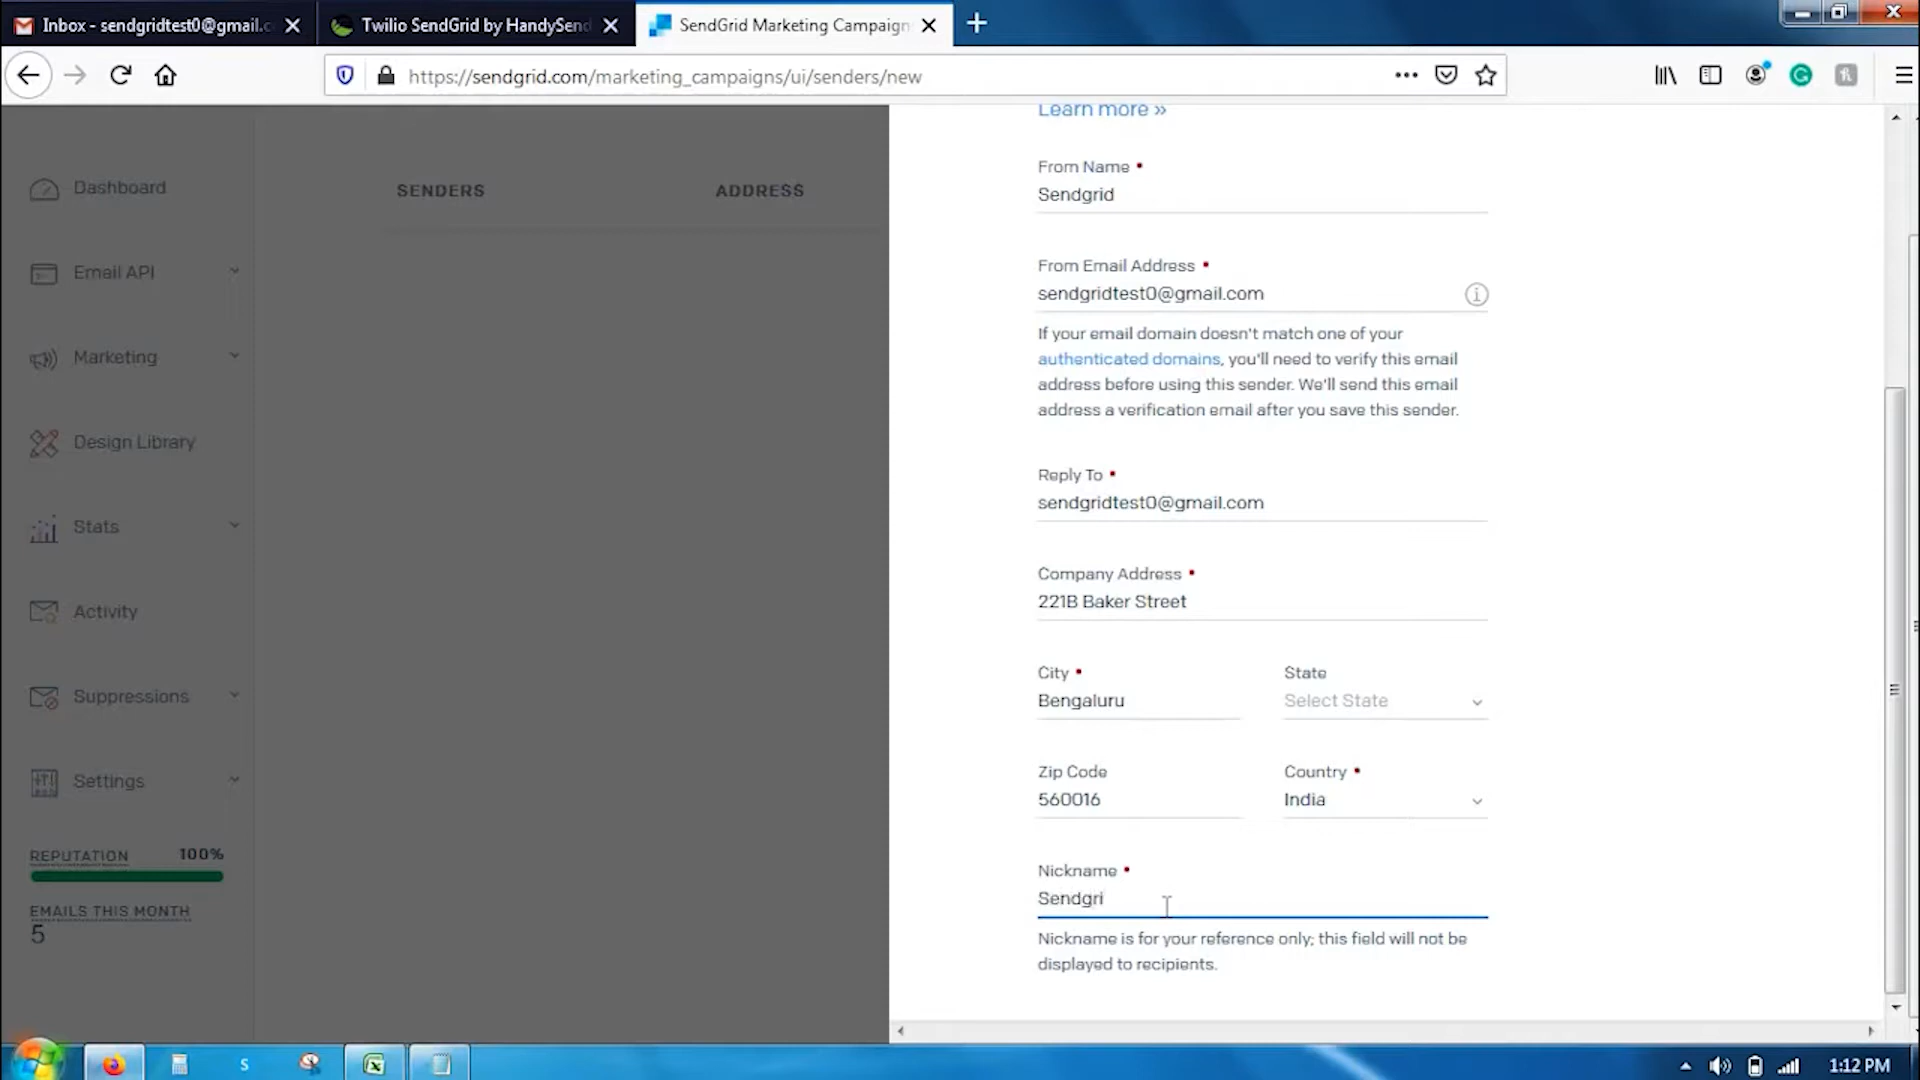 Inbox - sendgridtest0@gmail.c
Twilio SendGrid by HandySend
SendGrid Marketing Campaign
https://sendgrid.com/marketing_campaigns/ui/senders/new
Learn more »
Dashboard
Email API
Marketing
Design Library
Stats
Activity
Suppressions
Settings
REPUTATION 100%
EMAILS THIS MONTH
5
SENDERS ADDRESS
From Name •
Sendgrid
From Email Address •
sendgridtest0@gmail.com
If your email domain doesn't match one of your
authenticated domains, you'll need to verify this email
address before using this sender. We'll send this email
address a verification email after you save this sender.
Reply To •
sendgridtest0@gmail.com
Company Address •
221B Baker Street
City • State
Bengaluru Select State
Zip Code Country •
560016 India
Nickname •
Sendgri
Nickname is for your reference only; this field will not be
displayed to recipients.
1:12 PM